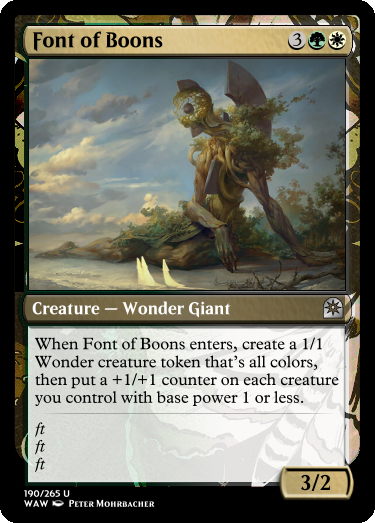 Font of Boons 3
Creature — Wonder Giant
When Font of Boons enters, create a 1/1
Wonder creature token that's all colors,
then put a +1/+1 counter on each creature
you control with base power 1 or less.
ft
ft
ft
3/2
190/265 U
WAW Peter Mohrbacher